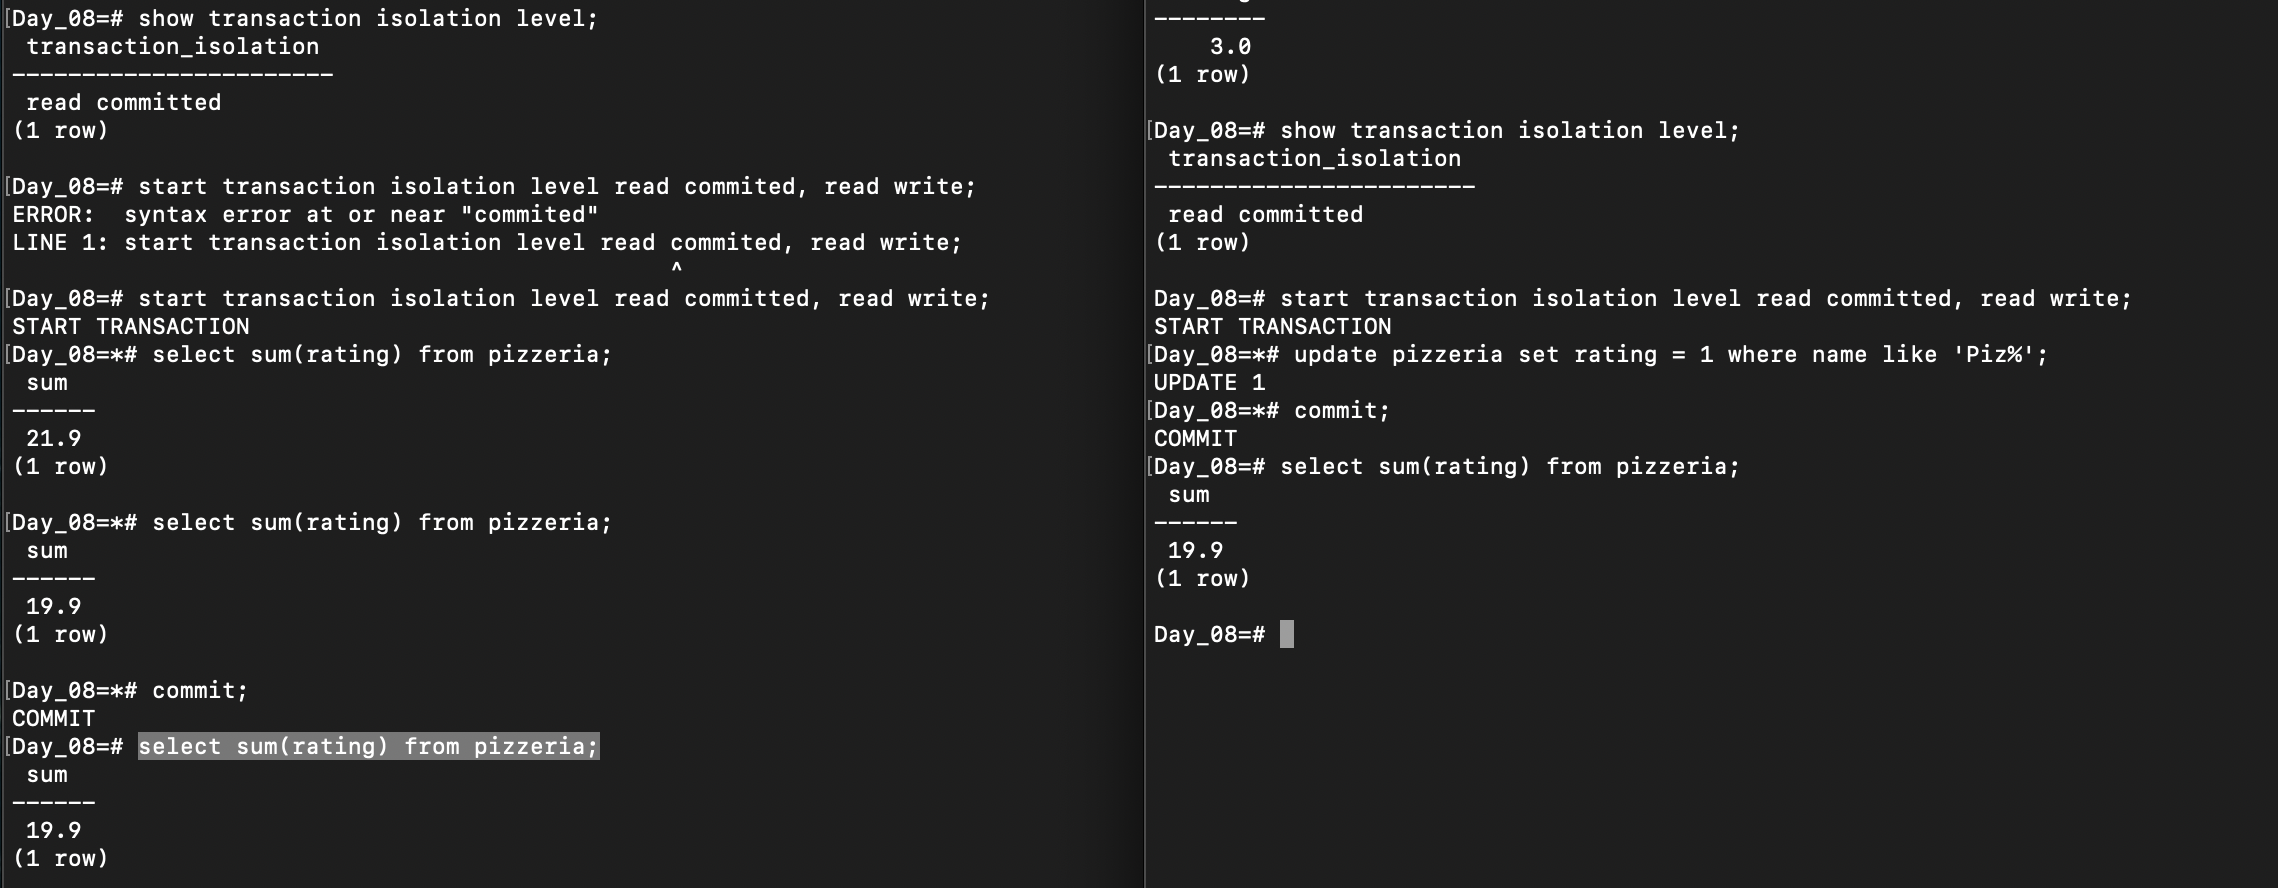 Day_08=# show transaction isolation level;
transaction_isolation
-----------------------
read committed
(1 row)
Day_08=# start transaction isolation level read commited, read write;
ERROR:  syntax error at or near "commited"
LINE 1: start transaction isolation level read commited, read write;
^
Day_08=# start transaction isolation level read committed, read write;
START TRANSACTION
Day_08=*# select sum(rating) from pizzeria;
sum
------
21.9
(1 row)
Day_08=*# select sum(rating) from pizzeria;
sum
------
19.9
(1 row)
Day_08=*# commit;
COMMIT
Day_08=# select sum(rating) from pizzeria;
sum
------
19.9
(1 row)
--------
3.0
(1 row)
Day_08=# show transaction isolation level;
transaction_isolation
-----------------------
read committed
(1 row)
Day_08=# start transaction isolation level read committed, read write;
START TRANSACTION
Day_08=*# update pizzeria set rating = 1 where name like 'Piz%';
UPDATE 1
Day_08=*# commit;
COMMIT
Day_08=# select sum(rating) from pizzeria;
sum
------
19.9
(1 row)
Day_08=#